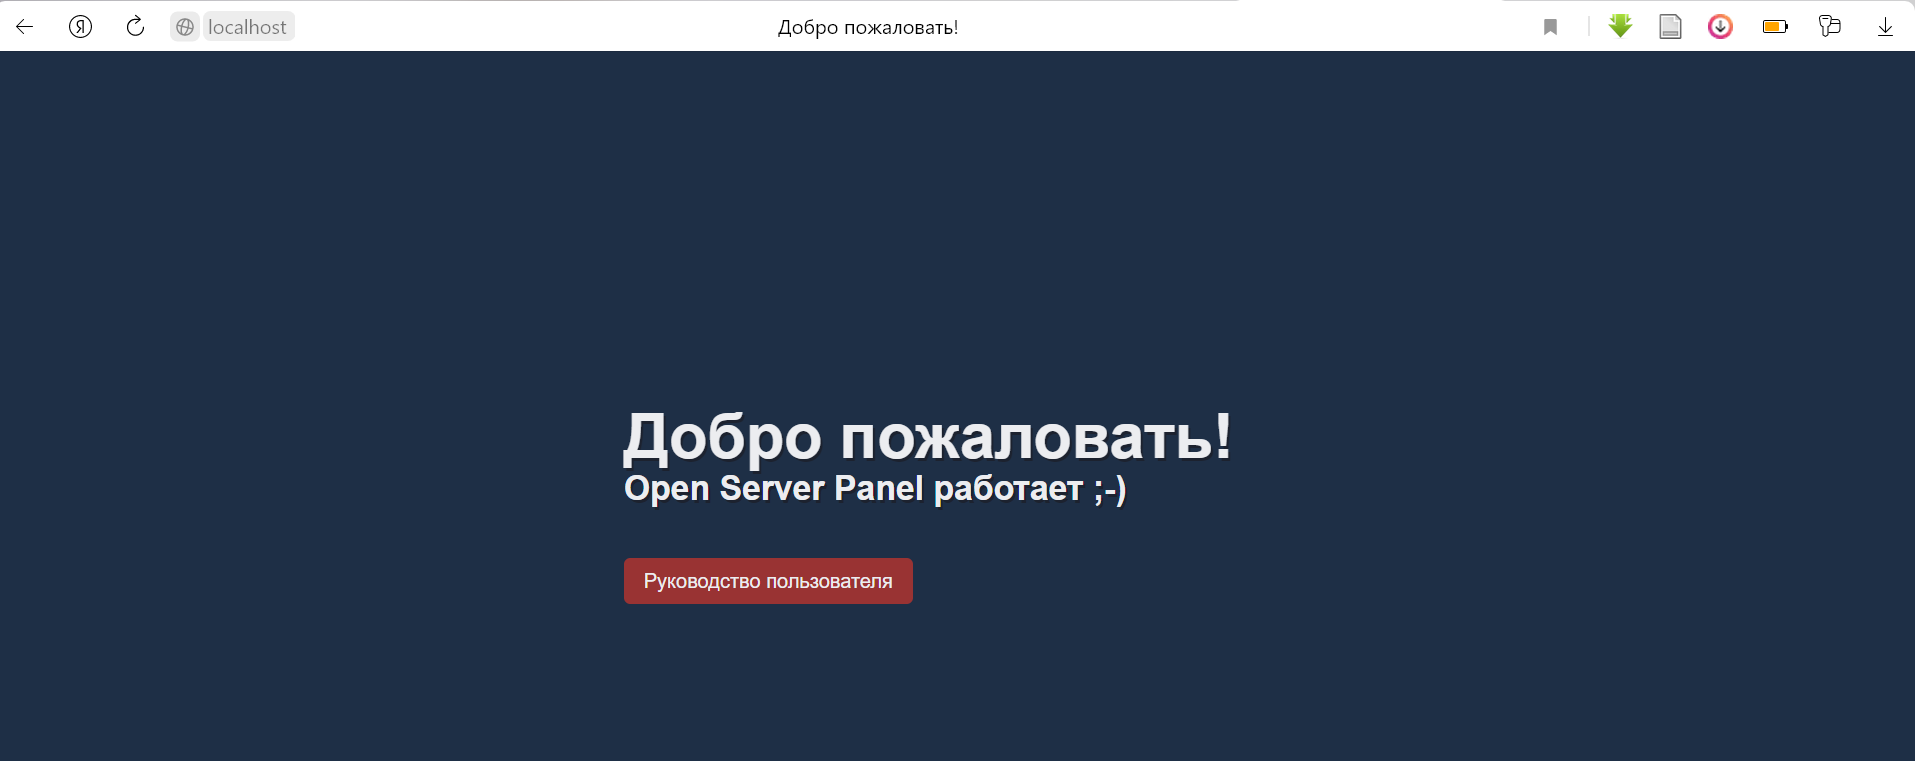 localhost
Добро пожаловать!
Добро пожаловать!
Open Server Panel работает ;-)
Руководство пользователя